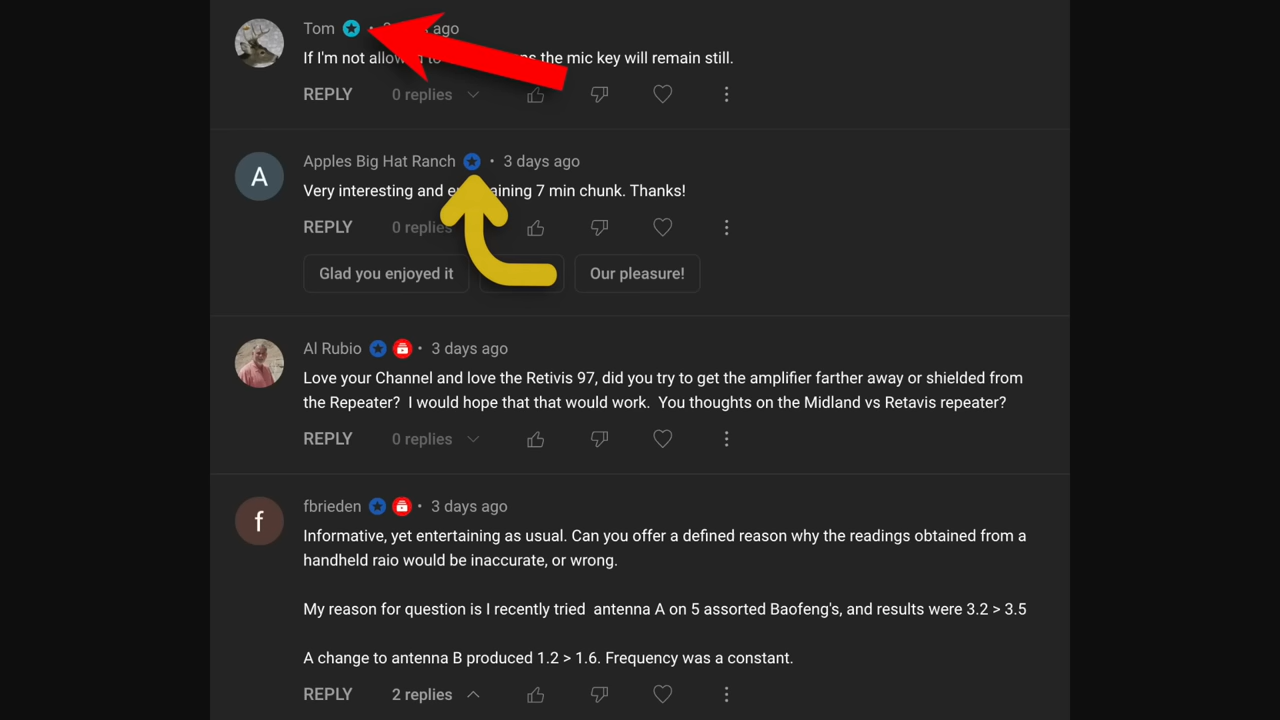 Tom • ago
If I'm not allowed to the mic key will remain still.
REPLY 0 replies
A
Apples Big Hat Ranch • 3 days ago
Very interesting and entertaining 7 min chunk. Thanks!
REPLY 0 replies
Glad you enjoyed it Our pleasure!
Al Rubio • 3 days ago
Love your Channel and love the Retivis 97, did you try to get the amplifier farther away or shielded from
the Repeater? I would hope that that would work. You thoughts on the Midland vs Retavis repeater?
REPLY 0 replies
f
fbrieden • 3 days ago
Informative, yet entertaining as usual. Can you offer a defined reason why the readings obtained from a
handheld raio would be inaccurate, or wrong.
My reason for question is I recently tried antenna A on 5 assorted Baofeng's, and results were 3.2 > 3.5
A change to antenna B produced 1.2 > 1.6. Frequency was a constant.
REPLY 2 replies